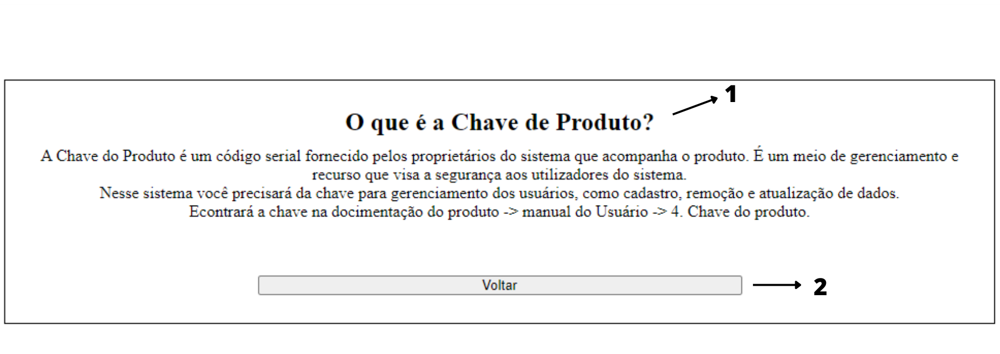 1
O que é a Chave de Produto?
A Chave do Produto é um código serial fornecido pelos proprietários do sistema que acompanha o produto. É um meio de gerenciamento e
recurso que visa a segurança aos utilizadores do sistema.
Nesse sistema você precisará da chave para gerenciamento dos usuários, como cadastro, remoção e atualização de dados.
Econtrará a chave na docimentação do produto -> manual do Usuário -> 4. Chave do produto.
Voltar 2